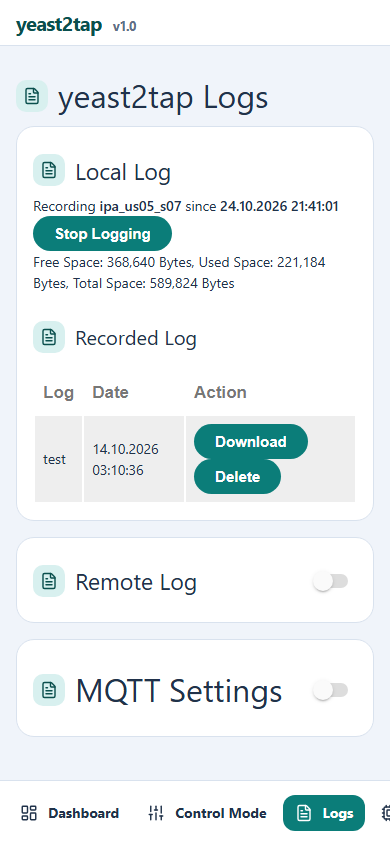 yeast2tap v1.0
yeast2tap Logs
Local Log
Recording ipa_us05_s07 since 24.10.2026 21:41:01
Stop Logging
Free Space: 368,640 Bytes, Used Space: 221,184
Bytes, Total Space: 589,824 Bytes
Recorded Log
Log Date Action
test 14.10.2026 03:10:36 Download
Delete
Remote Log
MQTT Settings
Dashboard Control Mode Logs